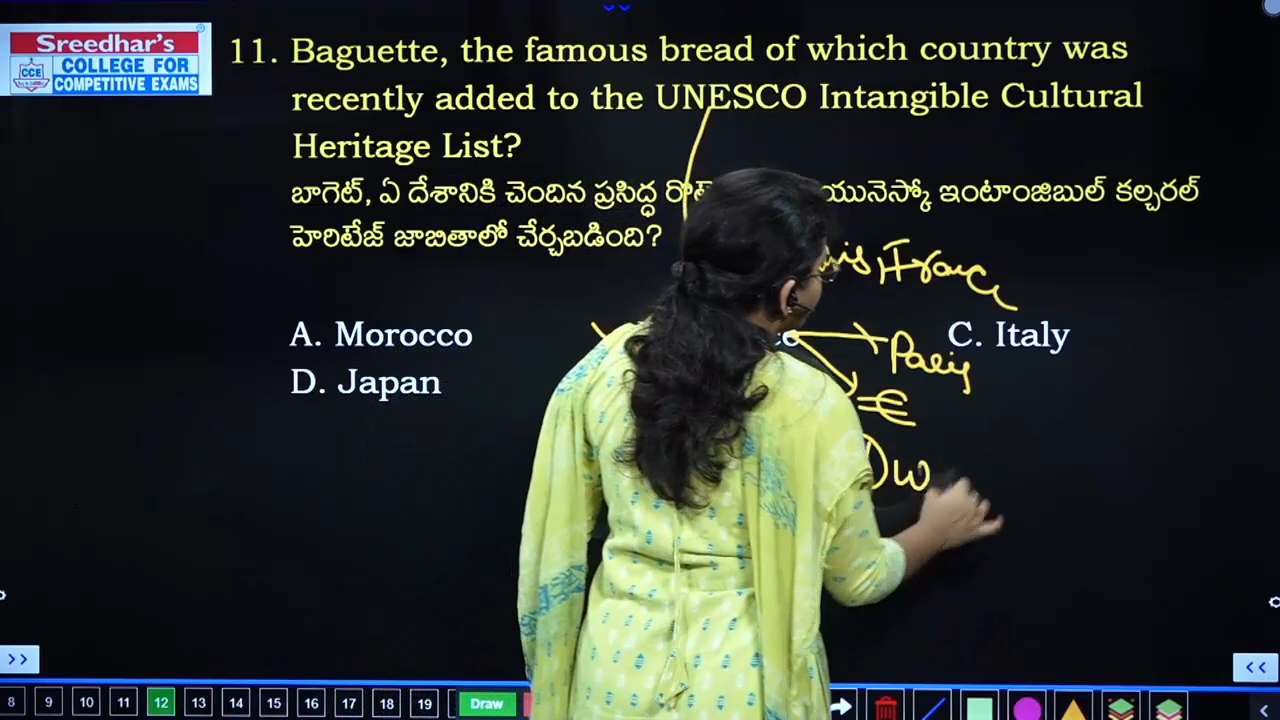 Sreedhar's
CCE
COLLEGE FOR
COMPETITIVE EXAMS
11. Baguette, the famous bread of which country was
recently added to the UNESCO Intangible Cultural
Heritage List?
బాగెట్, ఏ దేశానికి చెందిన ప్రసిద్ధ యునెస్కో ఇంటాంజిబుల్ కల్చరల్
హెరిటేజ్ జాబితాలో చేర్చబడింది?
France
A. Morocco
C. Italy
Paris
€
D. Japan
>>
<<
8 9 10 11 12 13 14 15 16 17 18 19 Draw